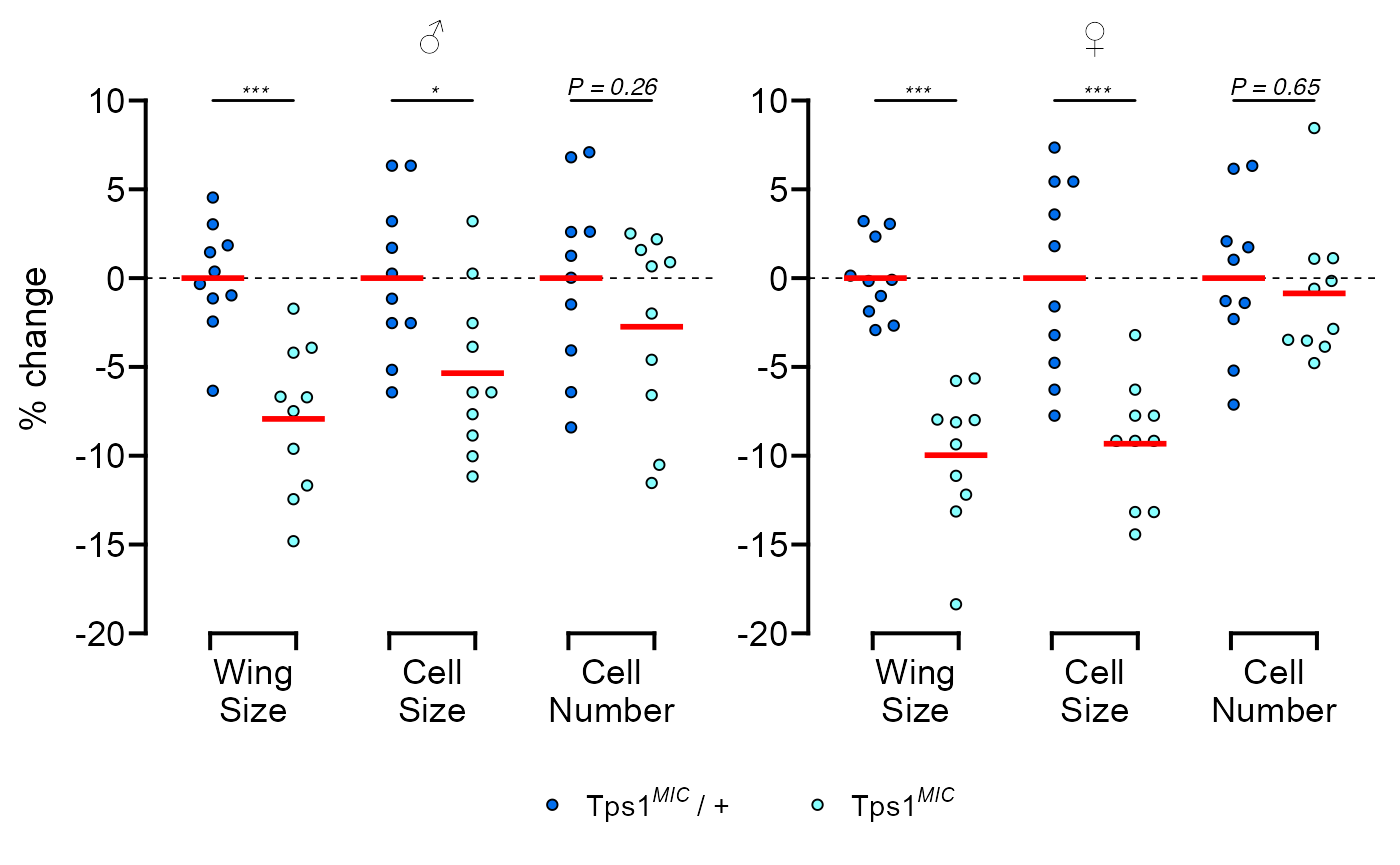 ♂ ♀
*** * P = 0.26 *** *** P = 0.65
10 10
5 5
0 0
-5 -5
-10 -10
-15 -15
-20 -20
% change
Wing Cell Cell Wing Cell Cell
Size Size Number Size Size Number
Tps1MIC / + Tps1MIC